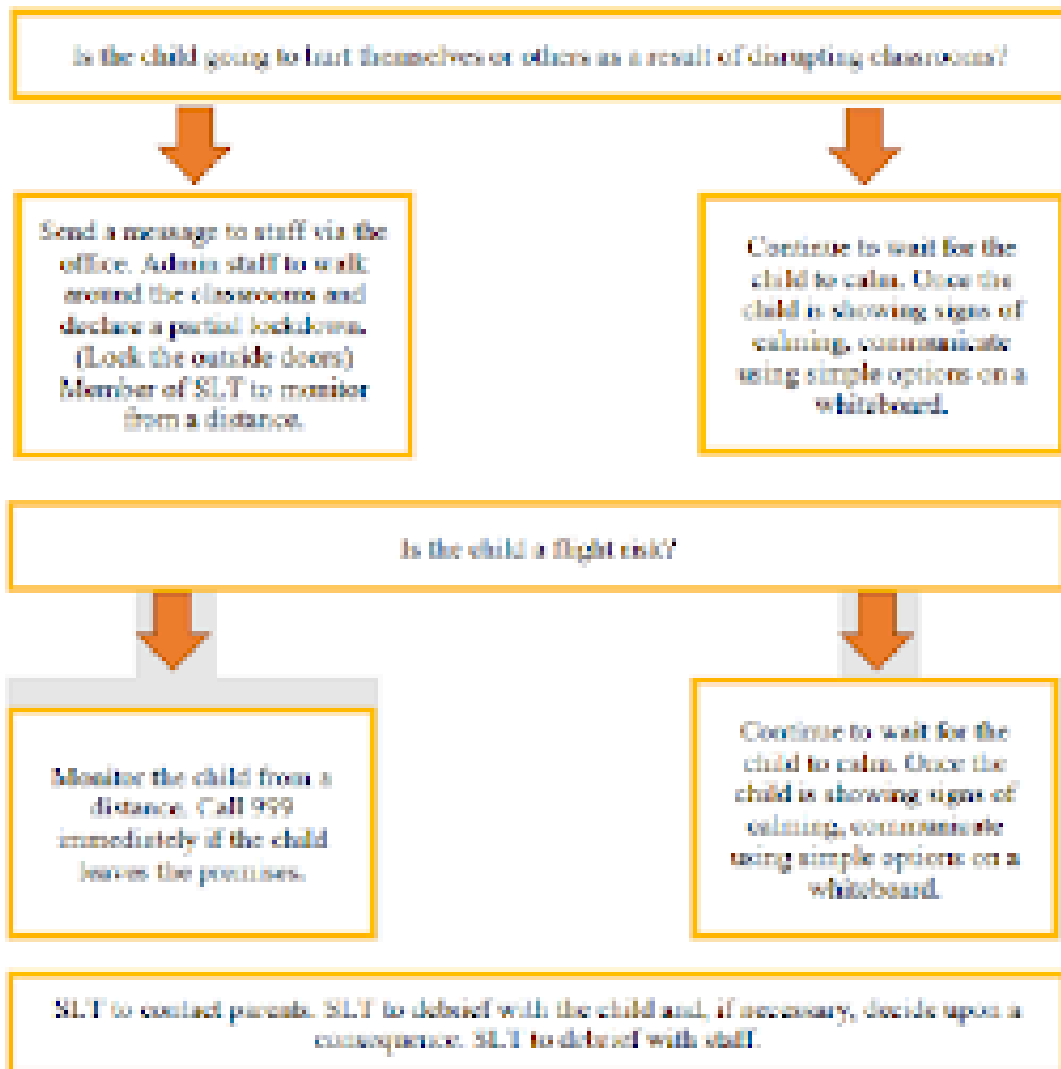 Is the child going to hurt themselves or others as a result of disrupting classrooms?
Send a message to staff via the
office. Admin staff to walk
around the classrooms and
declare a partial lockdown.
(Lock the outside doors)
Member of SLT to monitor
from a distance.
Continue to wait for the
child to calm. Once the
child is showing signs of
calming, communicate
using simple options on a
whiteboard.
Is the child a flight risk?
Monitor the child from a
distance. Call 999
immediately if the child
leaves the premises.
Continue to wait for the
child to calm. Once the
child is showing signs of
calming, communicate
using simple options on a
whiteboard.
SLT to contact parents. SLT to debrief with the child and, if necessary, decide upon a
consequence. SLT to debrief with staff.